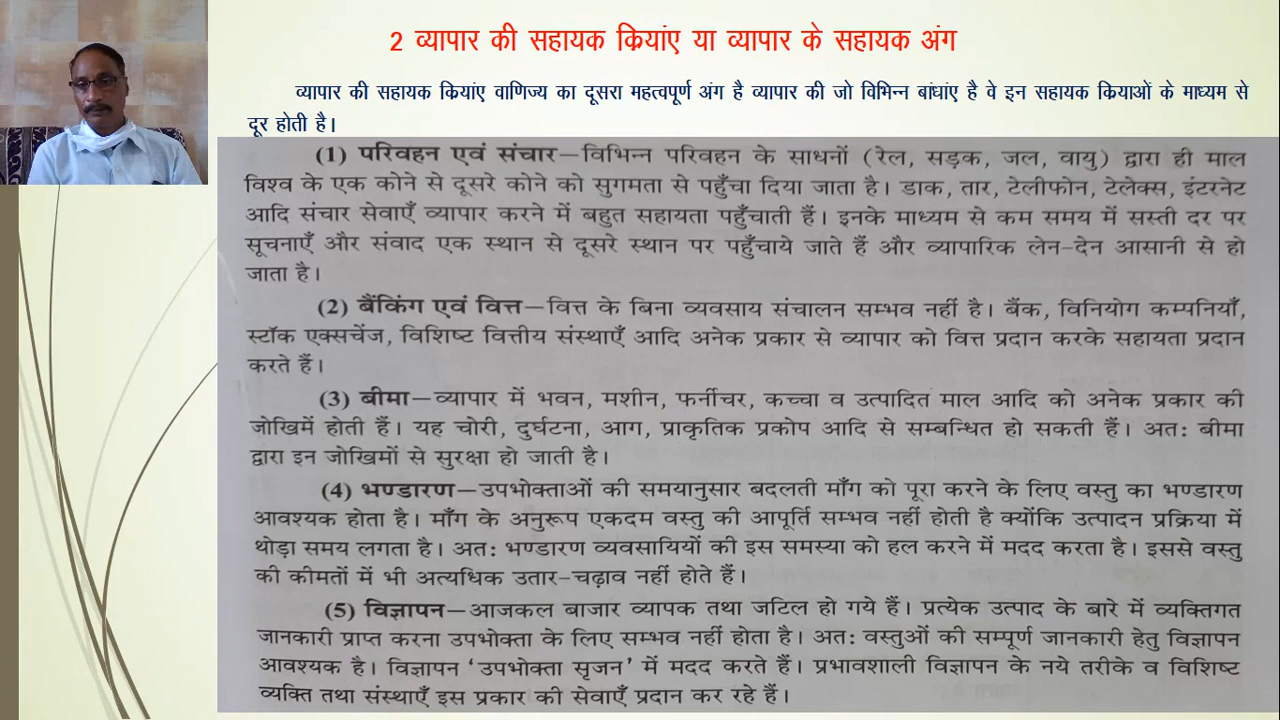 2 व्यापार की सहायक क्रियांए या व्यापार के सहायक अंग
व्यापार की सहायक क्रियांए वाणिज्य का दूसरा महत्वपूर्ण अंग है व्यापार की जो विभिन्न बांधांए है वे इन सहायक क्रियाओं के माध्यम से
दूर होती है।
(1) परिवहन एवं संचार—विभिन्न परिवहन के साधनों (रेल, सड़क, जल, वायु) द्वारा ही माल
विश्व के एक कोने से दूसरे कोने को सुगमता से पहुँचा दिया जाता है। डाक, तार, टेलीफोन, टेलेक्स, इंटरनेट
आदि संचार सेवाएँ व्यापार करने में बहुत सहायता पहुँचाती हैं। इनके माध्यम से कम समय में सस्ती दर पर
सूचनाएँ और संवाद एक स्थान से दूसरे स्थान पर पहुँचाये जाते हैं और व्यापारिक लेन-देन आसानी से हो
जाता है।
(2) बैंकिंग एवं वित्त—वित्त के बिना व्यवसाय संचालन सम्भव नहीं है। बैंक, विनियोग कम्पनियाँ,
स्टॉक एक्सचेंज, विशिष्ट वित्तीय संस्थाएँ आदि अनेक प्रकार से व्यापार को वित्त प्रदान करके सहायता प्रदान
करते हैं।
(3) बीमा—व्यापार में भवन, मशीन, फर्नीचर, कच्चा व उत्पादित माल आदि को अनेक प्रकार की
जोखिमें होती हैं। यह चोरी, दुर्घटना, आग, प्राकृतिक प्रकोप आदि से सम्बन्धित हो सकती हैं। अत: बीमा
द्वारा इन जोखिमों से सुरक्षा हो जाती है।
(4) भण्डारण—उपभोक्ताओं की समयानुसार बदलती माँग को पूरा करने के लिए वस्तु का भण्डारण
आवश्यक होता है। माँग के अनुरूप एकदम वस्तु की आपूर्ति सम्भव नहीं होती है क्योंकि उत्पादन प्रक्रिया में
थोड़ा समय लगता है। अत: भण्डारण व्यवसायियों की इस समस्या को हल करने में मदद करता है। इससे वस्तु
की कीमतों में भी अत्यधिक उतार-चढ़ाव नहीं होते हैं।
(5) विज्ञापन—आजकल बाजार व्यापक तथा जटिल हो गये हैं। प्रत्येक उत्पाद के बारे में व्यक्तिगत
जानकारी प्राप्त करना उपभोक्ता के लिए सम्भव नहीं होता है। अत: वस्तुओं की सम्पूर्ण जानकारी हेतु विज्ञापन
आवश्यक है। विज्ञापन ‘उपभोक्ता सृजन’ में मदद करते हैं। प्रभावशाली विज्ञापन के नये तरीके व विशिष्ट
व्यक्ति तथा संस्थाएँ इस प्रकार की सेवाएँ प्रदान कर रहे हैं।